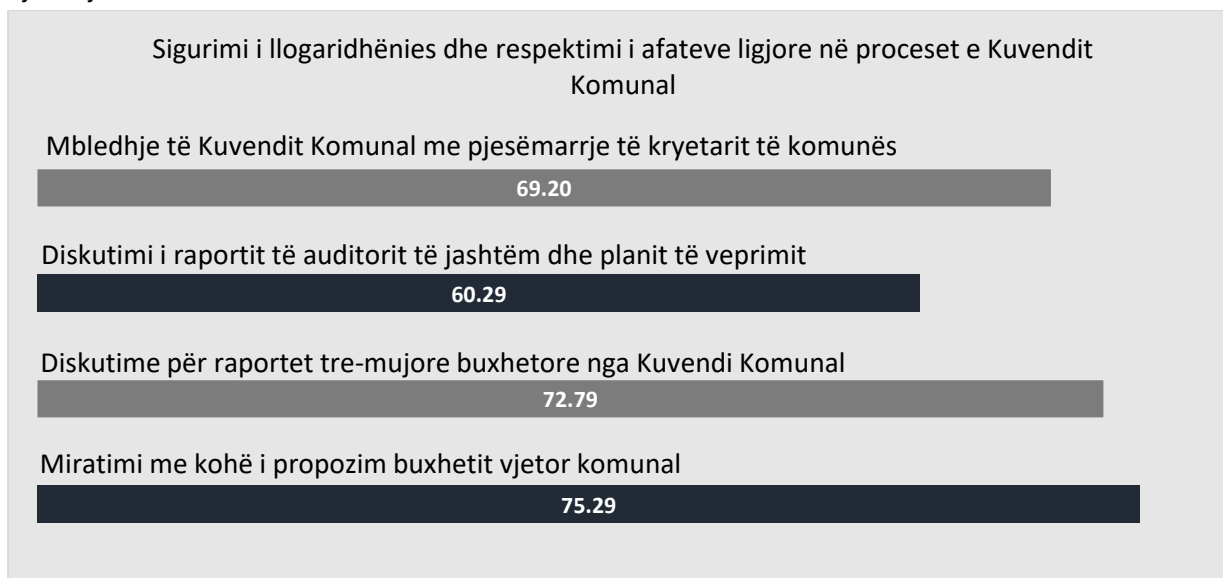 Sigurimi i llogaridhënies dhe respektimi i afateve ligjore në proceset e Kuvendit
Komunal
Mbledhje të Kuvendit Komunal me pjesëmarrje të kryetarit të komunës
69.20
Diskutimi i raportit të auditorit të jashtëm dhe planit të veprimit
60.29
Diskutime për raportet tre-mujore buxhetore nga Kuvendi Komunal
72.79
Miratimi me kohë i propozim buxhetit vjetor komunal
75.29